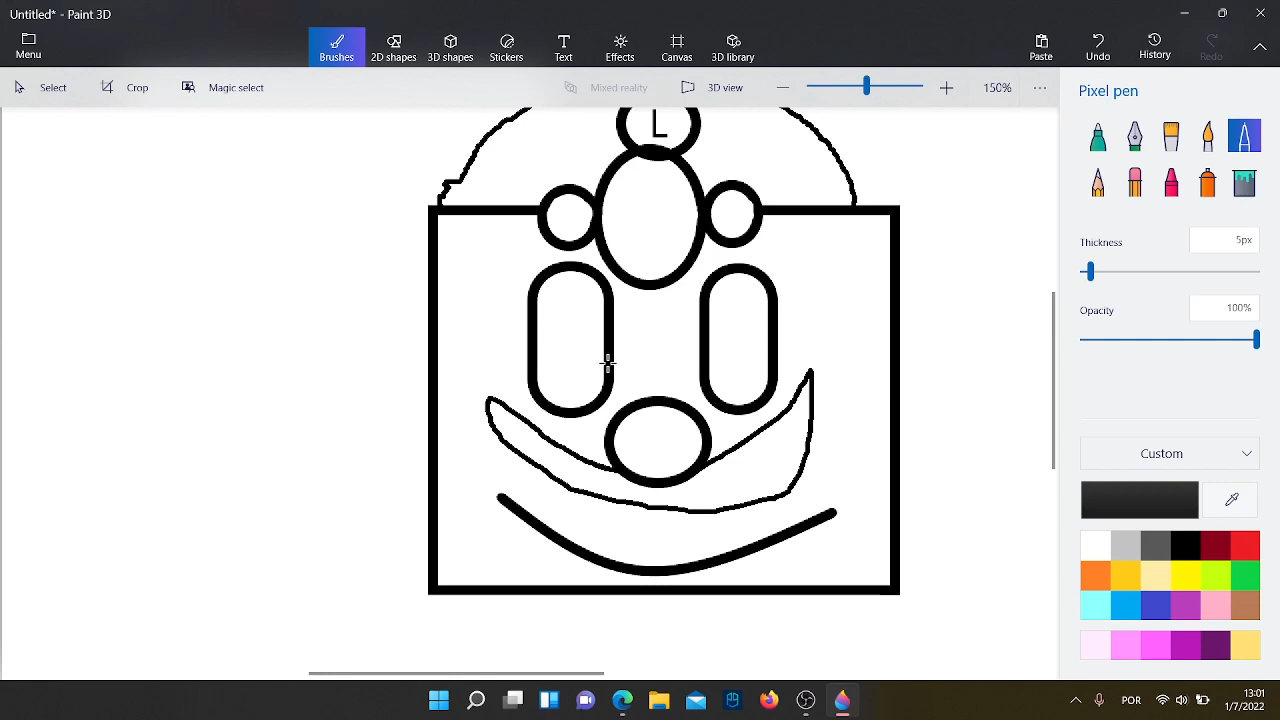 Untitled* - Paint 3D
Menu
Brushes
2D shapes
3D shapes
Stickers
Text
Effects
Canvas
3D library
Paste
Undo
History
Redo
Select
Crop
Magic select
Mixed reality
3D view
150%
Pixel pen
L
Thickness
5px
Opacity
100%
Custom
POR
13:01
1/7/2022